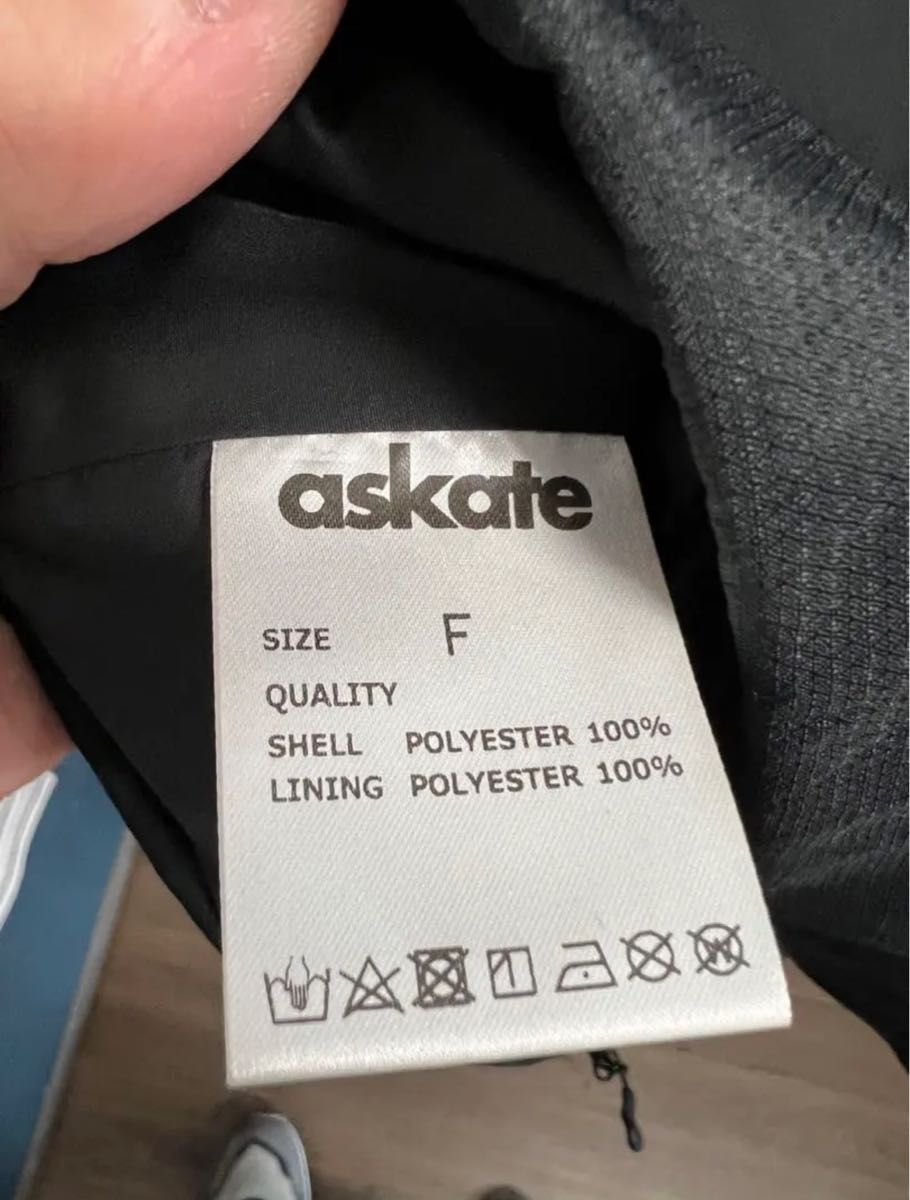 askate
SIZE F
QUALITY
SHELL POLYESTER 100%
LINING POLYESTER 100%
W